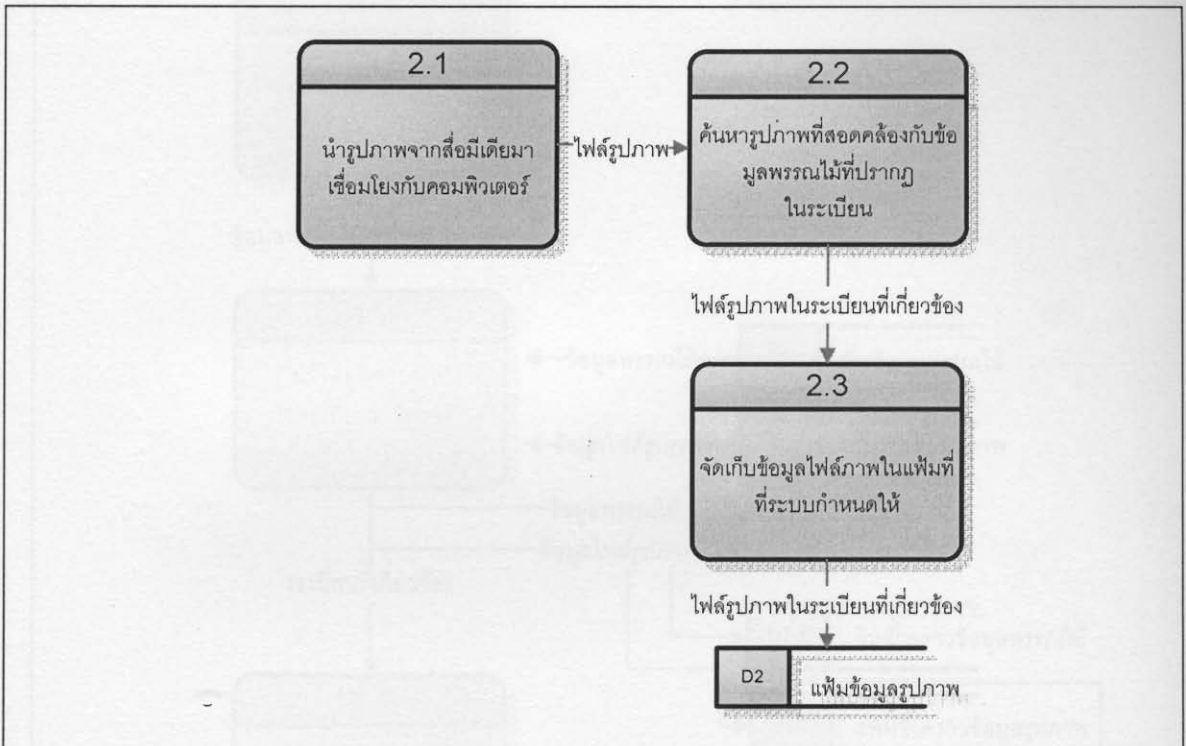 2.1
นำรูปภาพจากสื่อมีเดียมา
เชื่อมโยงกับคอมพิวเตอร์
ไฟล์รูปภาพ
2.2
ค้นหารูปภาพที่สอดคล้องกับข้อ
มูลพรรณไม้ที่ปรากฏ
ในระเบียน
ไฟล์รูปภาพในระเบียนที่เกี่ยวข้อง
2.3
จัดเก็บข้อมูลไฟล์ภาพในแฟ้มที่
ที่ระบบกำหนดให้
ไฟล์รูปภาพในระเบียนที่เกี่ยวข้อง
D2
แฟ้มข้อมูลรูปภาพ